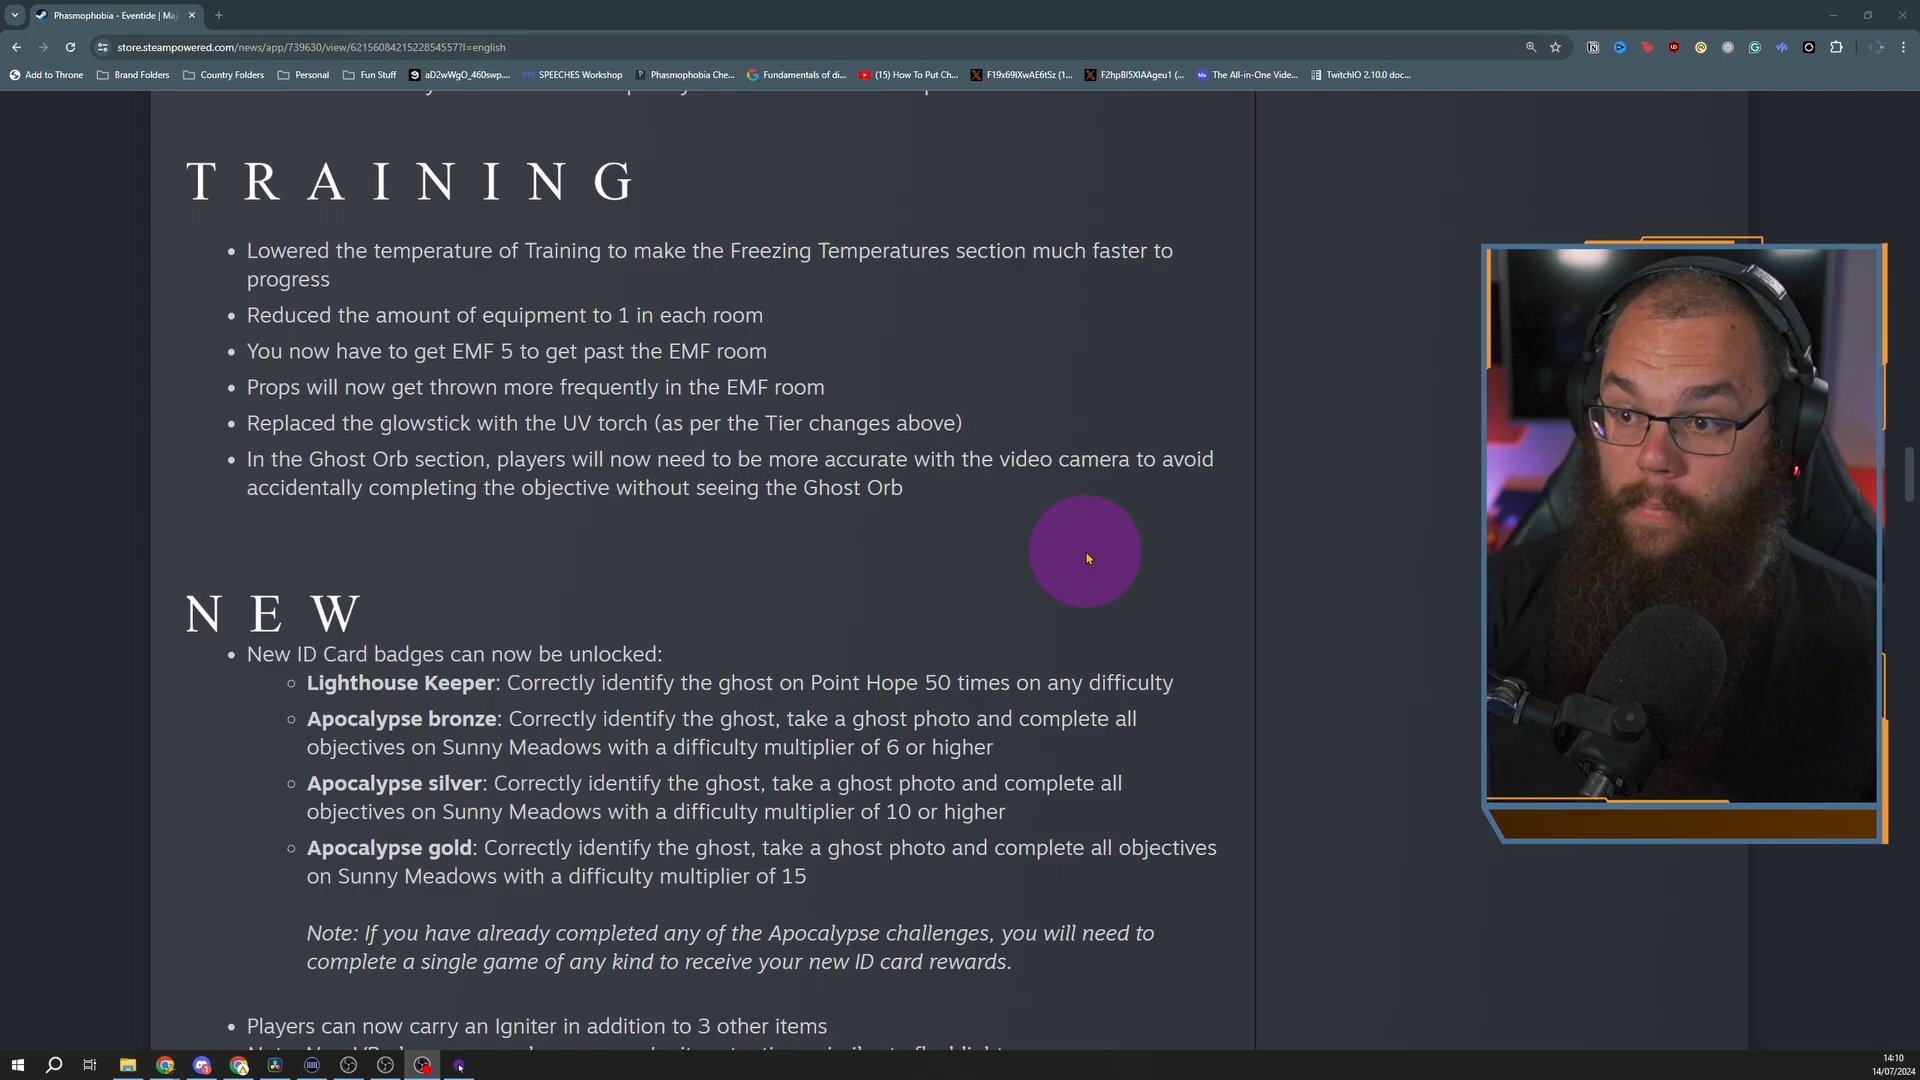 Phasmophobia - Eventide | Maj
store.steampowered.com/news/app/739630/view/6215608421522854557?l=english
Add to Throne
Brand Folders
Country Folders
Personal
Fun Stuff
aD2wWgO_460swp....
SPEECHES Workshop
Phasmophobia Che...
Fundamentals of di...
(15) How To Put Ch...
F19x69IXwAE6tSz (1...
F2hpBI5XIAAgeu1 (...
The All-in-One Vide...
TwitchIO 2.10.0 doc...
TRAINING
• Lowered the temperature of Training to make the Freezing Temperatures section much faster to
progress
• Reduced the amount of equipment to 1 in each room
• You now have to get EMF 5 to get past the EMF room
• Props will now get thrown more frequently in the EMF room
• Replaced the glowstick with the UV torch (as per the Tier changes above)
• In the Ghost Orb section, players will now need to be more accurate with the video camera to avoid
accidentally completing the objective without seeing the Ghost Orb
NEW
• New ID Card badges can now be unlocked:
Lighthouse Keeper: Correctly identify the ghost on Point Hope 50 times on any difficulty
Apocalypse bronze: Correctly identify the ghost, take a ghost photo and complete all
objectives on Sunny Meadows with a difficulty multiplier of 6 or higher
Apocalypse silver: Correctly identify the ghost, take a ghost photo and complete all
objectives on Sunny Meadows with a difficulty multiplier of 10 or higher
Apocalypse gold: Correctly identify the ghost, take a ghost photo and complete all objectives
on Sunny Meadows with a difficulty multiplier of 15
Note: If you have already completed any of the Apocalypse challenges, you will need to
complete a single game of any kind to receive your new ID card rewards.
• Players can now carry an Igniter in addition to 3 other items
14:10
14/07/2024